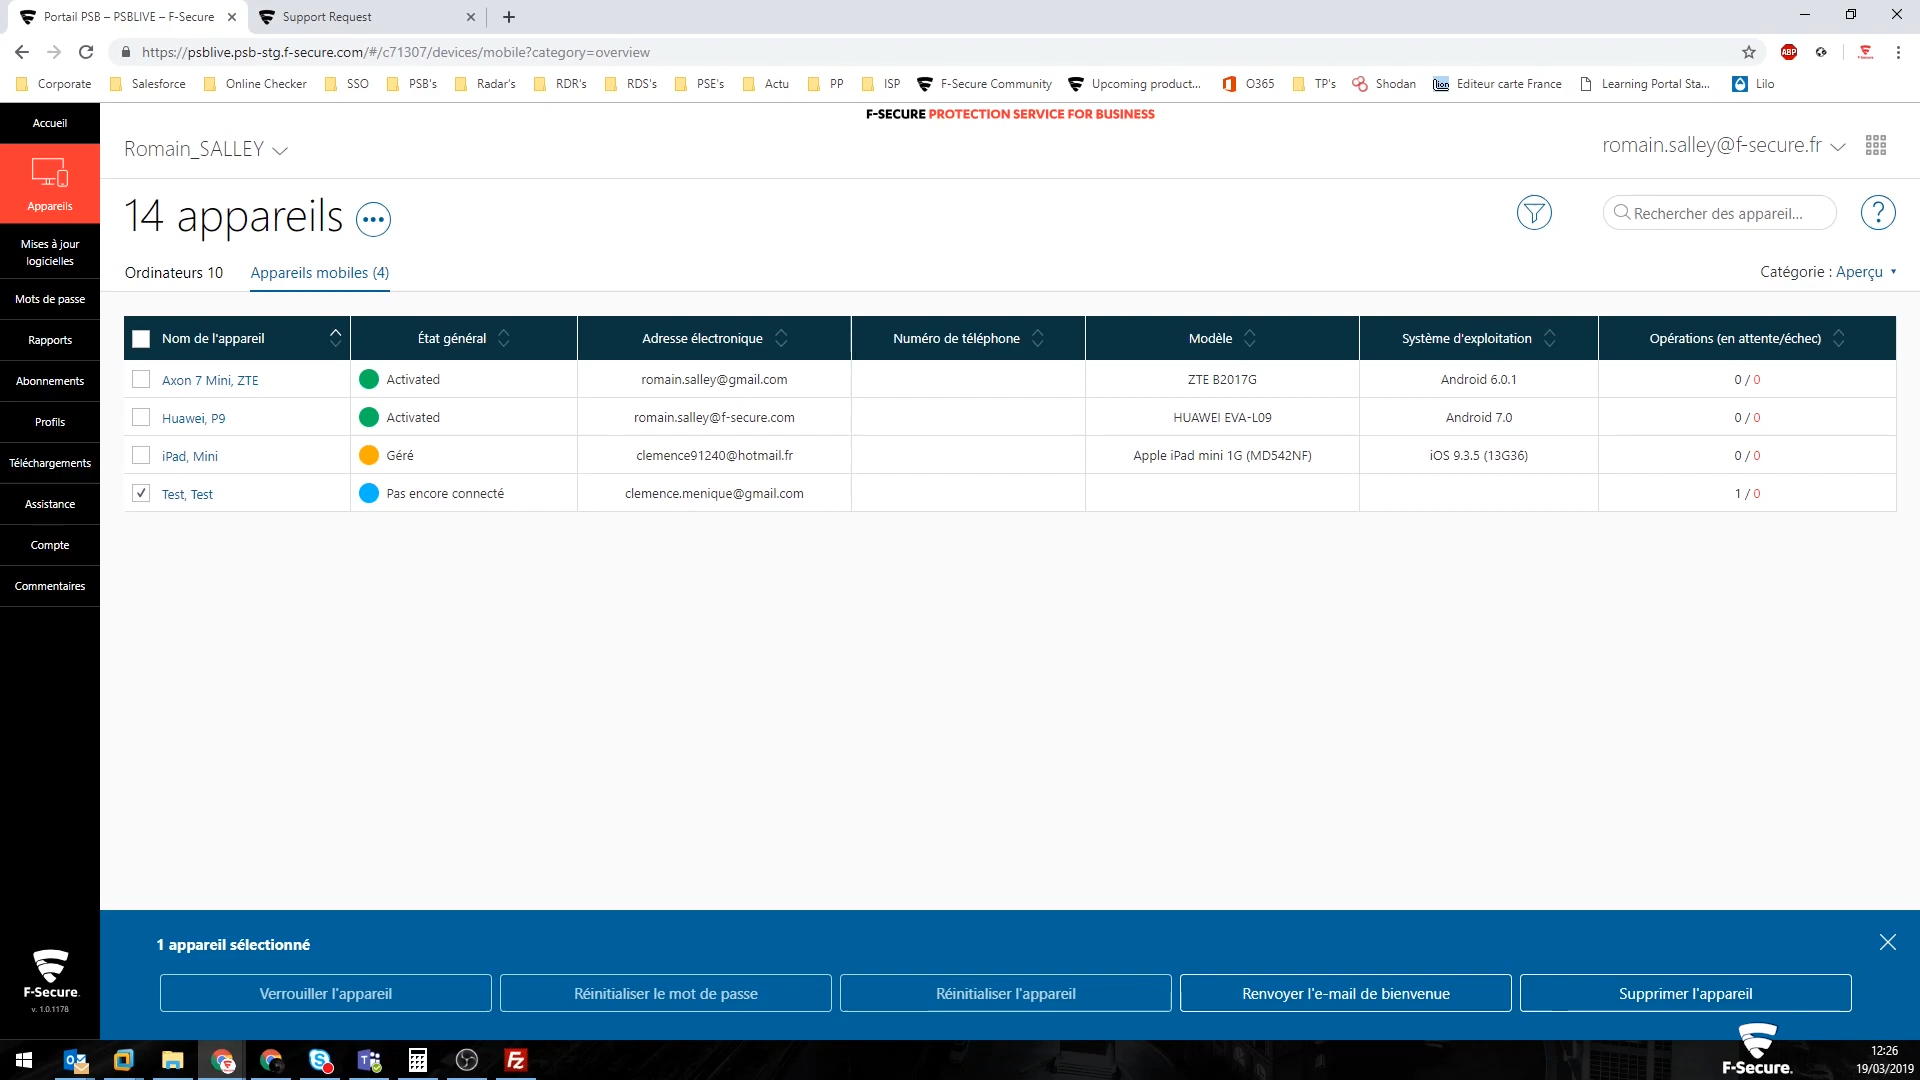 Portail PSB – PSBLIVE – F-Secure
Support Request
https://psblive.psb-stg.f-secure.com/#/c71307/devices/mobile?category=overview
ABP
Corporate Salesforce Online Checker SSO PSB's Radar's RDR's RDS's PSE's Actu PP ISP F-Secure Community Upcoming product... O365 TP's Shodan Editeur carte France Learning Portal Sta... Lilo
Accueil
F-SECURE PROTECTION SERVICE FOR BUSINESS
Romain_SALLEY
romain.salley@f-secure.fr
Appareils
14 appareils
Rechercher des appareil...
?
Mises à jour
logicielles
Ordinateurs 10
Appareils mobiles (4)
Catégorie : Aperçu
Mots de passe
Rapports
Abonnements
Profils
Téléchargements
Assistance
Compte
Commentaires
Nom de l'appareil État général Adresse électronique Numéro de téléphone Modèle Système d'exploitation Opérations (en attente/échec)
Axon 7 Mini, ZTE Activated romain.salley@gmail.com ZTE B2017G Android 6.0.1 0 / 0
Huawei, P9 Activated romain.salley@f-secure.com HUAWEI EVA-L09 Android 7.0 0 / 0
iPad, Mini Géré clemence91240@hotmail.fr Apple iPad mini 1G (MD542NF) iOS 9.3.5 (13G36) 0 / 0
Test, Test Pas encore connecté clemence.menique@gmail.com 1 / 0
1 appareil sélectionné
Verrouiller l'appareil
Réinitialiser le mot de passe
Réinitialiser l'appareil
Renvoyer l'e-mail de bienvenue
Supprimer l'appareil
F-Secure.
v. 1.0.1178
F-Secure.
12:26
19/03/2019